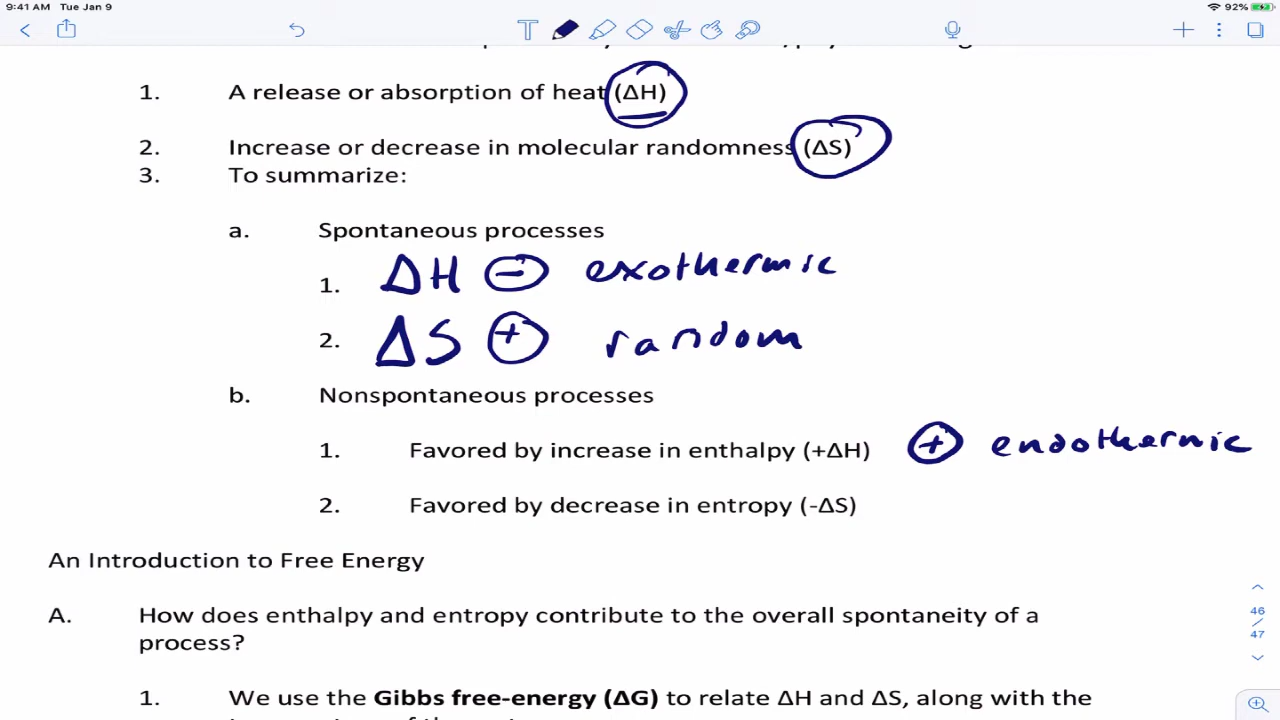 9:41 AM Tue Jan 9
92%
1. A release or absorption of heat (ΔH)
2. Increase or decrease in molecular randomness (ΔS)
3. To summarize:
a. Spontaneous processes
1. ΔH − exothermic
2. ΔS + random
b. Nonspontaneous processes
1. Favored by increase in enthalpy (+ΔH) + endothermic
2. Favored by decrease in entropy (-ΔS)
An Introduction to Free Energy
A. How does enthalpy and entropy contribute to the overall spontaneity of a
process?
46
/
47
1. We use the Gibbs free-energy (ΔG) to relate ΔH and ΔS, along with the